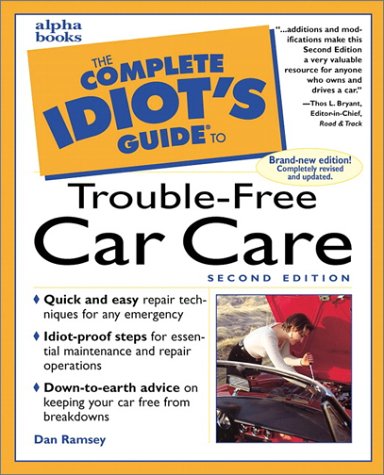 alpha
books
THE
COMPLETE
IDIOT'S
GUIDE® TO
"...additions and mod-
ifications make this
Second Edition
a very valuable
resource for anyone
who owns and
drives a car."
—Thos L. Bryant,
Editor-in-Chief,
Road & Track
Brand-new edition!
Completely revised
and updated.
Trouble-Free
Car Care
SECOND EDITION
Quick and easy repair tech-
niques for any emergency
Idiot-proof steps for essen-
tial maintenance and repair
operations
Down-to-earth advice on
keeping your car free from
breakdowns
Dan Ramsey